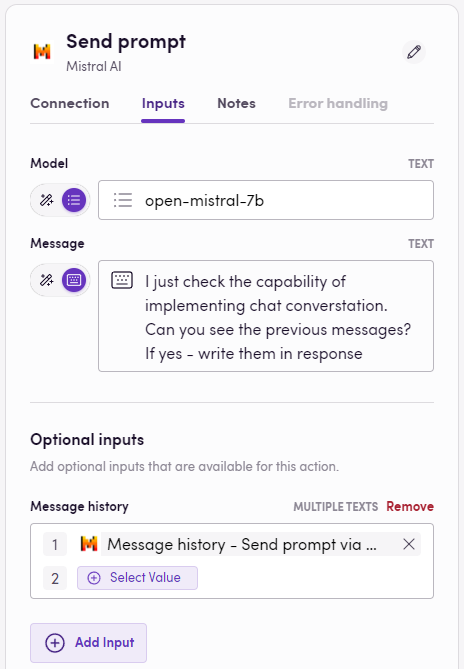 Send prompt
Mistral AI
Connection Inputs Notes Error handling
Model TEXT
open-mistral-7b
Message TEXT
I just check the capability of
implementing chat converstation.
Can you see the previous messages?
If yes - write them in response
Optional inputs
Add optional inputs that are available for this action.
Message history MULTIPLE TEXTS Remove
1 Message history - Send prompt via ...
2 Select Value
Add Input